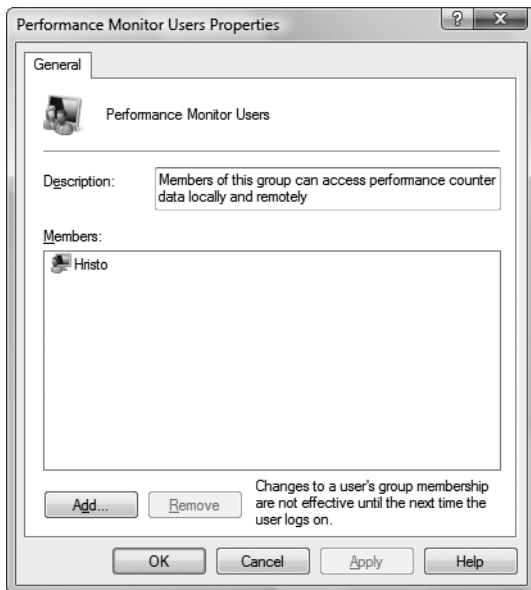 Performance Monitor Users Properties
?
X
General
Performance Monitor Users
Description:
Members of this group can access performance counter
data locally and remotely
Members:
Hristo
Add...
Remove
Changes to a user's group membership
are not effective until the next time the
user logs on.
OK
Cancel
Apply
Help